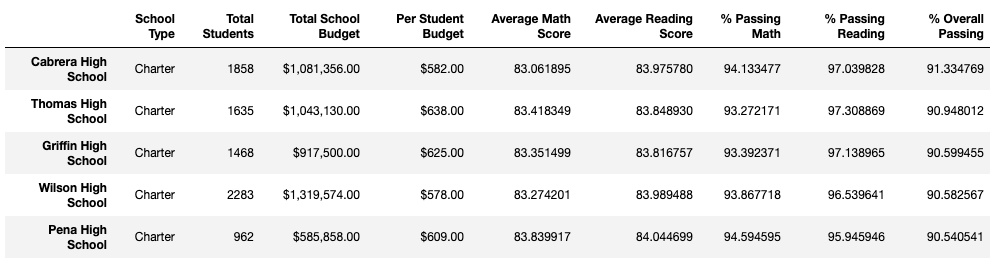 School Type Total Students Total School Budget Per Student Budget Average Math Score Average Reading Score % Passing Math % Passing Reading % Overall Passing
Cabrera High School Charter 1858 $1,081,356.00 $582.00 83.061895 83.975780 94.133477 97.039828 91.334769
Thomas High School Charter 1635 $1,043,130.00 $638.00 83.418349 83.848930 93.272171 97.308869 90.948012
Griffin High School Charter 1468 $917,500.00 $625.00 83.351499 83.816757 93.392371 97.138965 90.599455
Wilson High School Charter 2283 $1,319,574.00 $578.00 83.274201 83.989488 93.867718 96.539641 90.582567
Pena High School Charter 962 $585,858.00 $609.00 83.839917 84.044699 94.594595 95.945946 90.540541